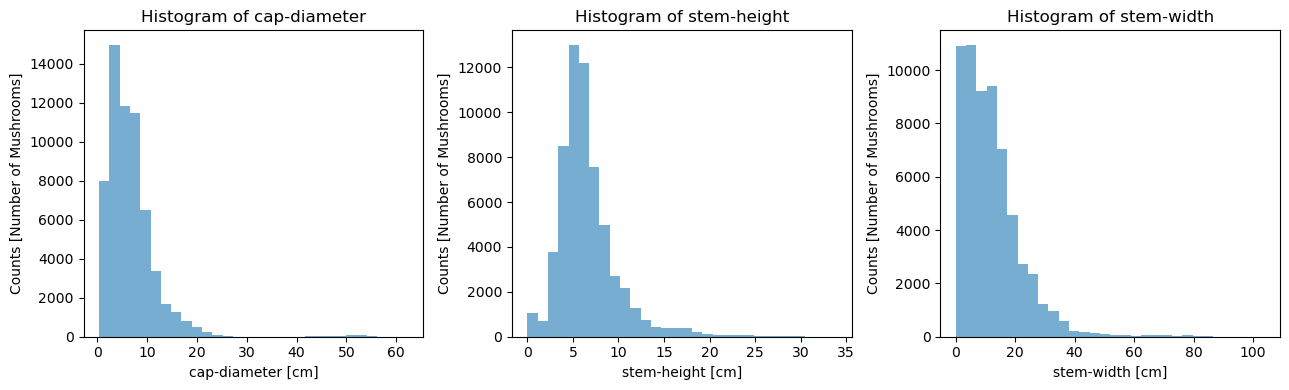 Histogram of cap-diameter
Counts [Number of Mushrooms]
14000
12000
10000
8000
6000
4000
2000
0
0 10 20 30 40 50 60
cap-diameter [cm]
Histogram of stem-height
Counts [Number of Mushrooms]
12000
10000
8000
6000
4000
2000
0
0 5 10 15 20 25 30 35
stem-height [cm]
Histogram of stem-width
Counts [Number of Mushrooms]
10000
8000
6000
4000
2000
0
0 20 40 60 80 100
stem-width [cm]